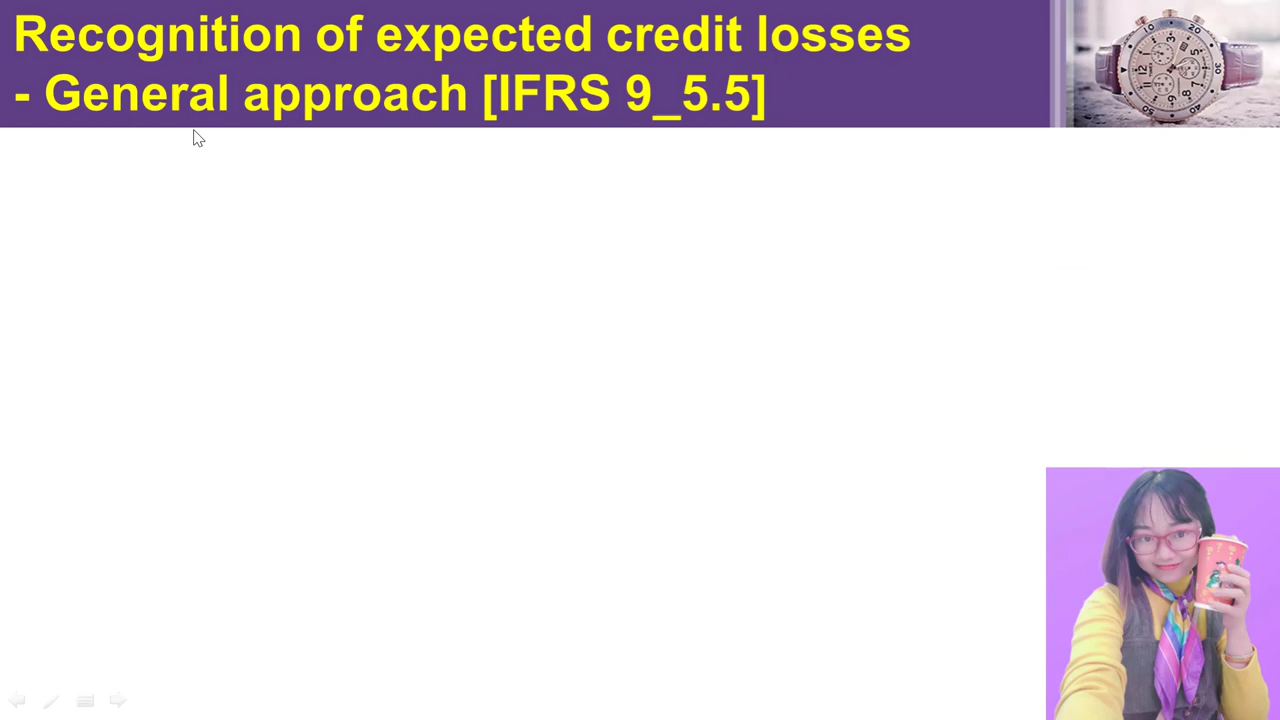 Recognition of expected credit losses
- General approach [IFRS 9_5.5]